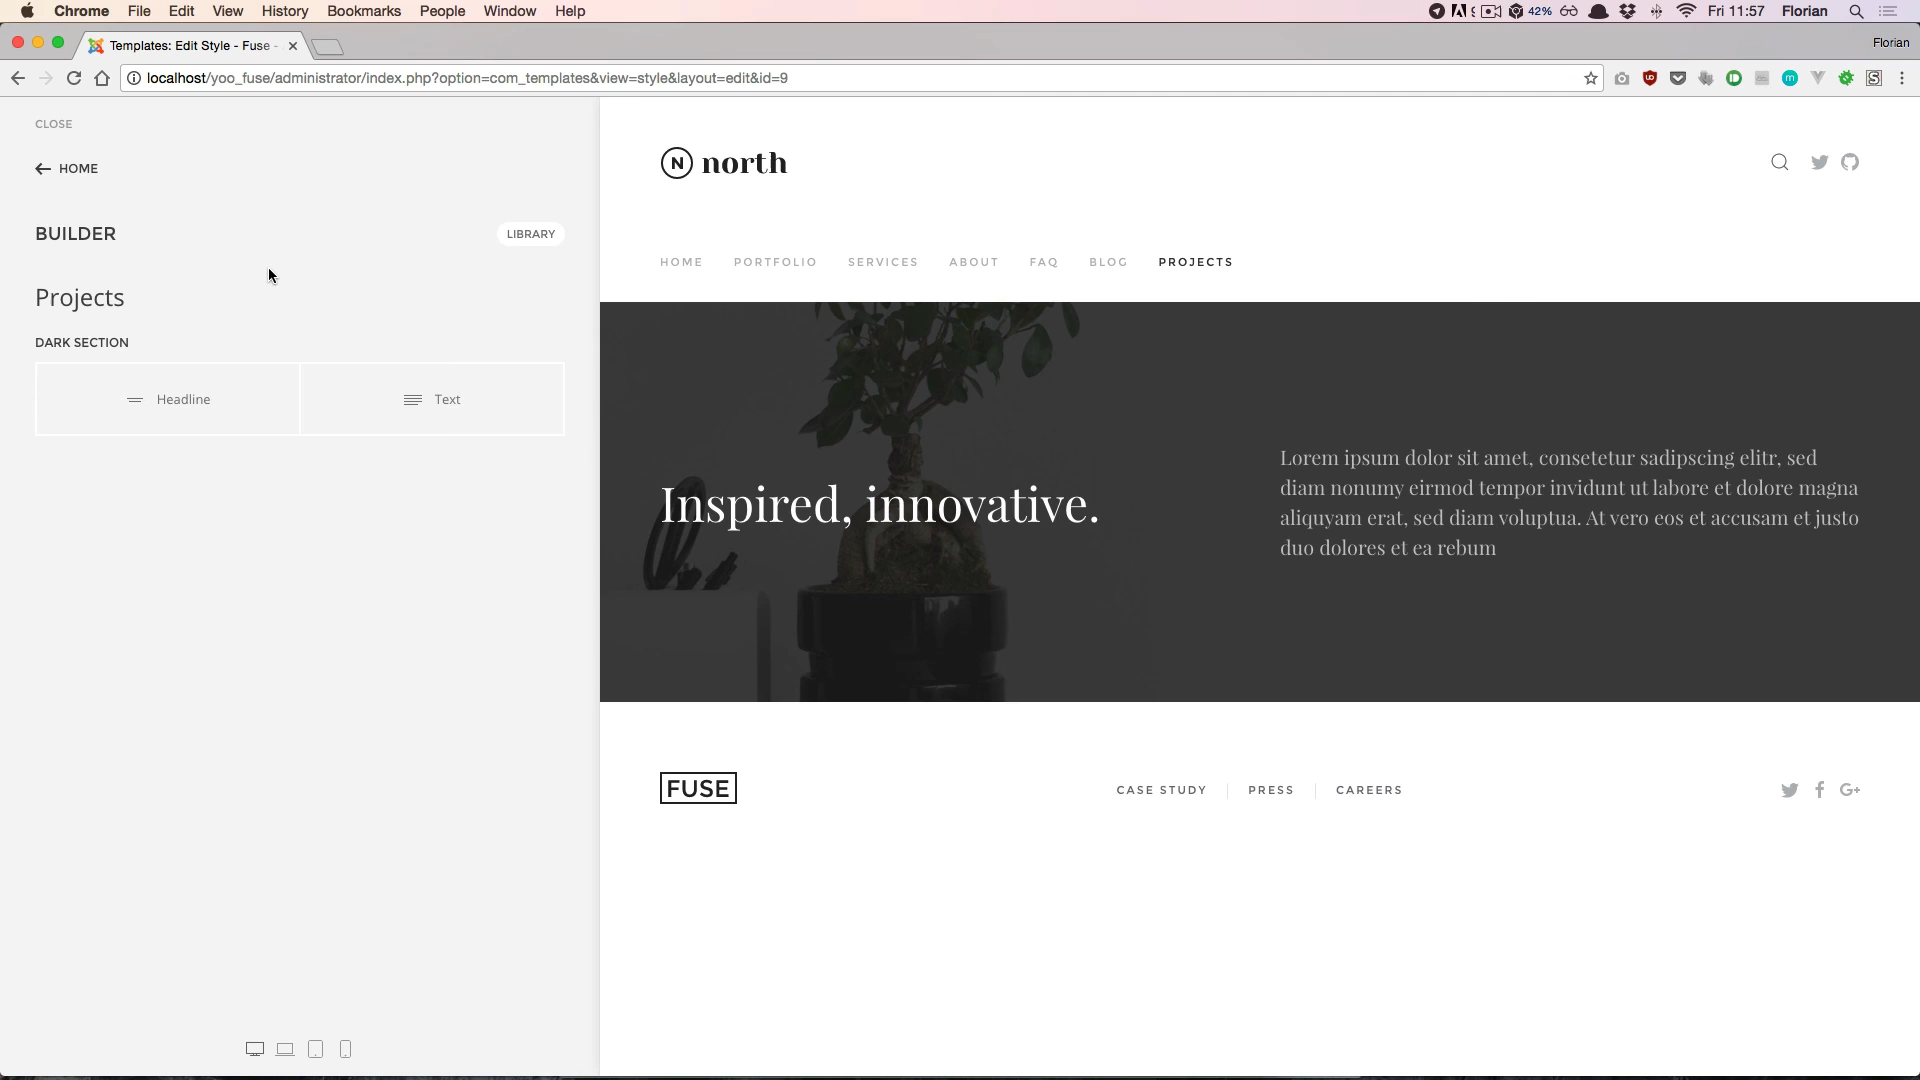 Chrome File Edit View History Bookmarks People Window Help 42% Fri 11:57 Florian
Templates: Edit Style - Fuse - Florian
localhost/yoo_fuse/administrator/index.php?option=com_templates&view=style&layout=edit&id=9
CLOSE
HOME
BUILDER LIBRARY
Projects
DARK SECTION
Headline Text
N north
HOME PORTFOLIO SERVICES ABOUT FAQ BLOG PROJECTS
Inspired, innovative.
Lorem ipsum dolor sit amet, consetetur sadipscing elitr, sed
diam nonumy eirmod tempor invidunt ut labore et dolore magna
aliquyam erat, sed diam voluptua. At vero eos et accusam et justo
duo dolores et ea rebum
FUSE CASE STUDY PRESS CAREERS G+